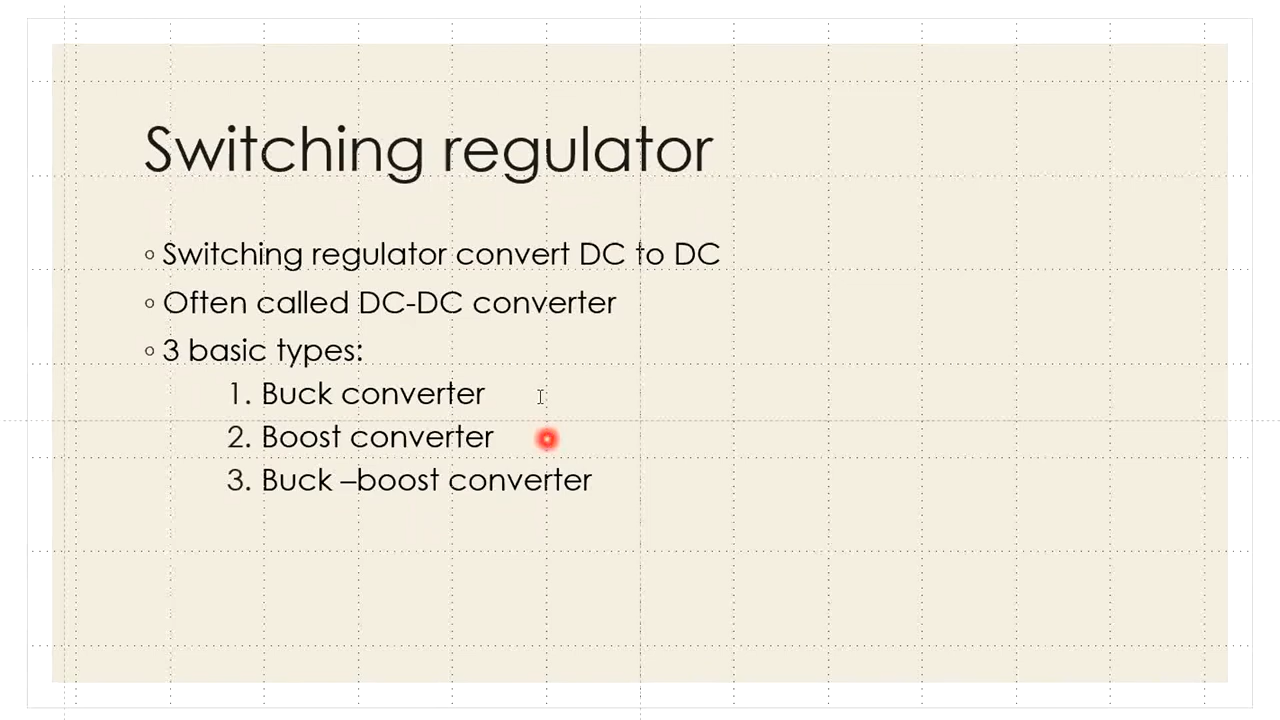 Switching regulator
◦ Switching regulator convert DC to DC
◦ Often called DC-DC converter
◦ 3 basic types:
1. Buck converter
2. Boost converter
3. Buck –boost converter